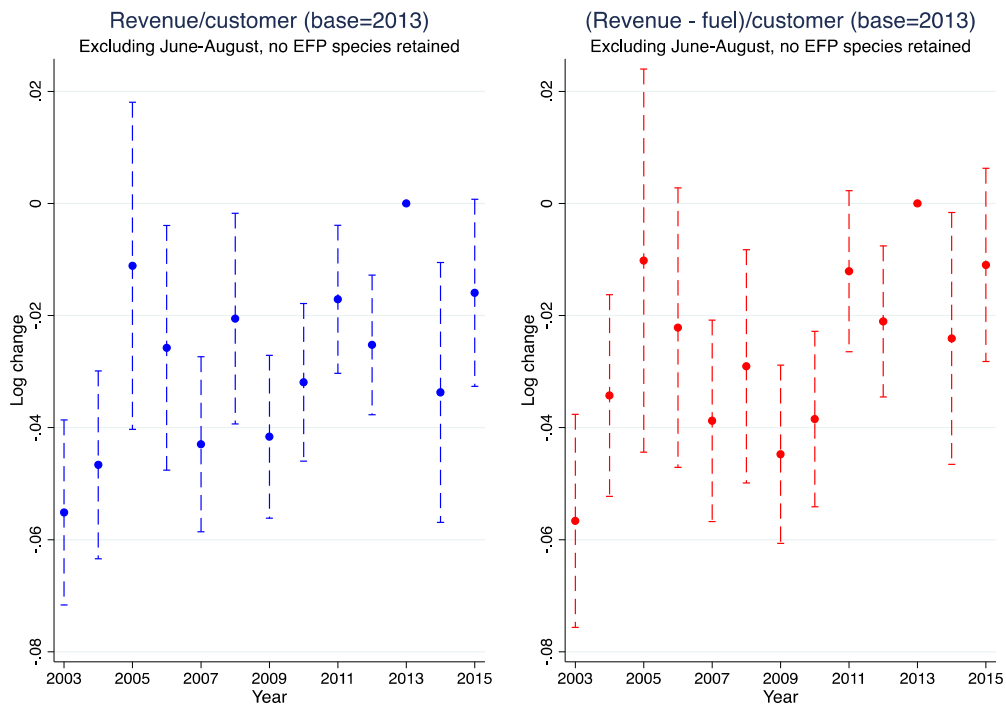 Revenue/customer (base=2013)
Excluding June-August, no EFP species retained
Log change
.02
0
-.02
-.04
-.06
-.08
2003 2005 2007 2009 2011 2013 2015
Year
(Revenue - fuel)/customer (base=2013)
Excluding June-August, no EFP species retained
Log change
.02
0
-.02
-.04
-.06
-.08
2003 2005 2007 2009 2011 2013 2015
Year